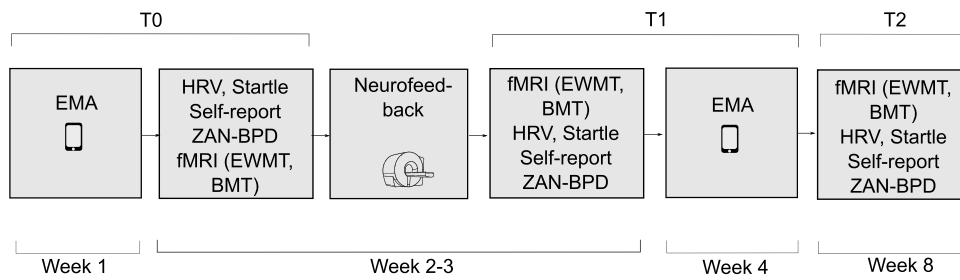 T0
T1
T2
EMA
HRV, Startle
Self-report
ZAN-BPD
fMRI (EWMT,
BMT)
Neurofeed-
back
fMRI (EWMT,
BMT)
HRV, Startle
Self-report
ZAN-BPD
EMA
fMRI (EWMT,
BMT)
HRV, Startle
Self-report
ZAN-BPD
Week 1
Week 2-3
Week 4
Week 8